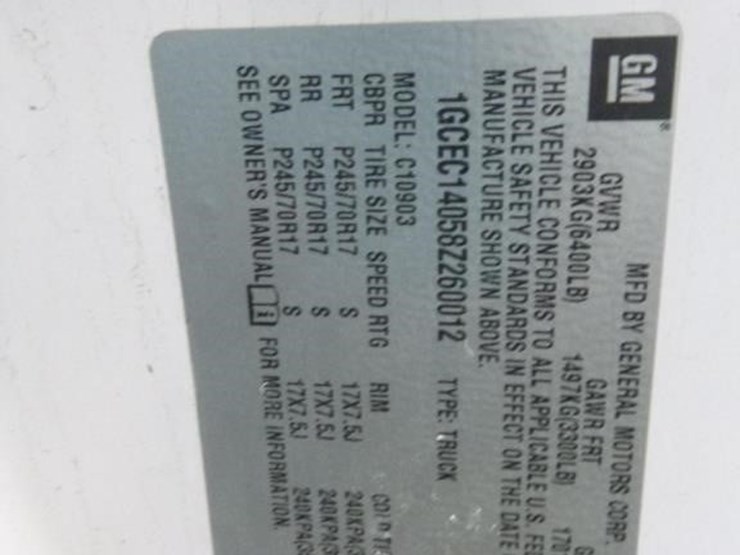 GM®
MFD BY GENERAL MOTORS CORP.
GVWR GAWR FRT
2903KG(6400LB) 1497KG(3300LB)
THIS VEHICLE CONFORMS TO ALL APPLICABLE U.S.
VEHICLE SAFETY STANDARDS IN EFFECT ON THE DATE
MANUFACTURE SHOWN ABOVE.
1GCEC14058Z260012 TYPE: TRUCK
MODEL: C10903
CBPR TIRE SIZE SPEED RTG RIM
FRT P245/70R17 S 17X7.5J 240KPA
RR P245/70R17 S 17X7.5J 240KPA
SPA P245/70R17 S 17X7.5J 240KPA
SEE OWNER'S MANUAL FOR MORE INFORMATION.